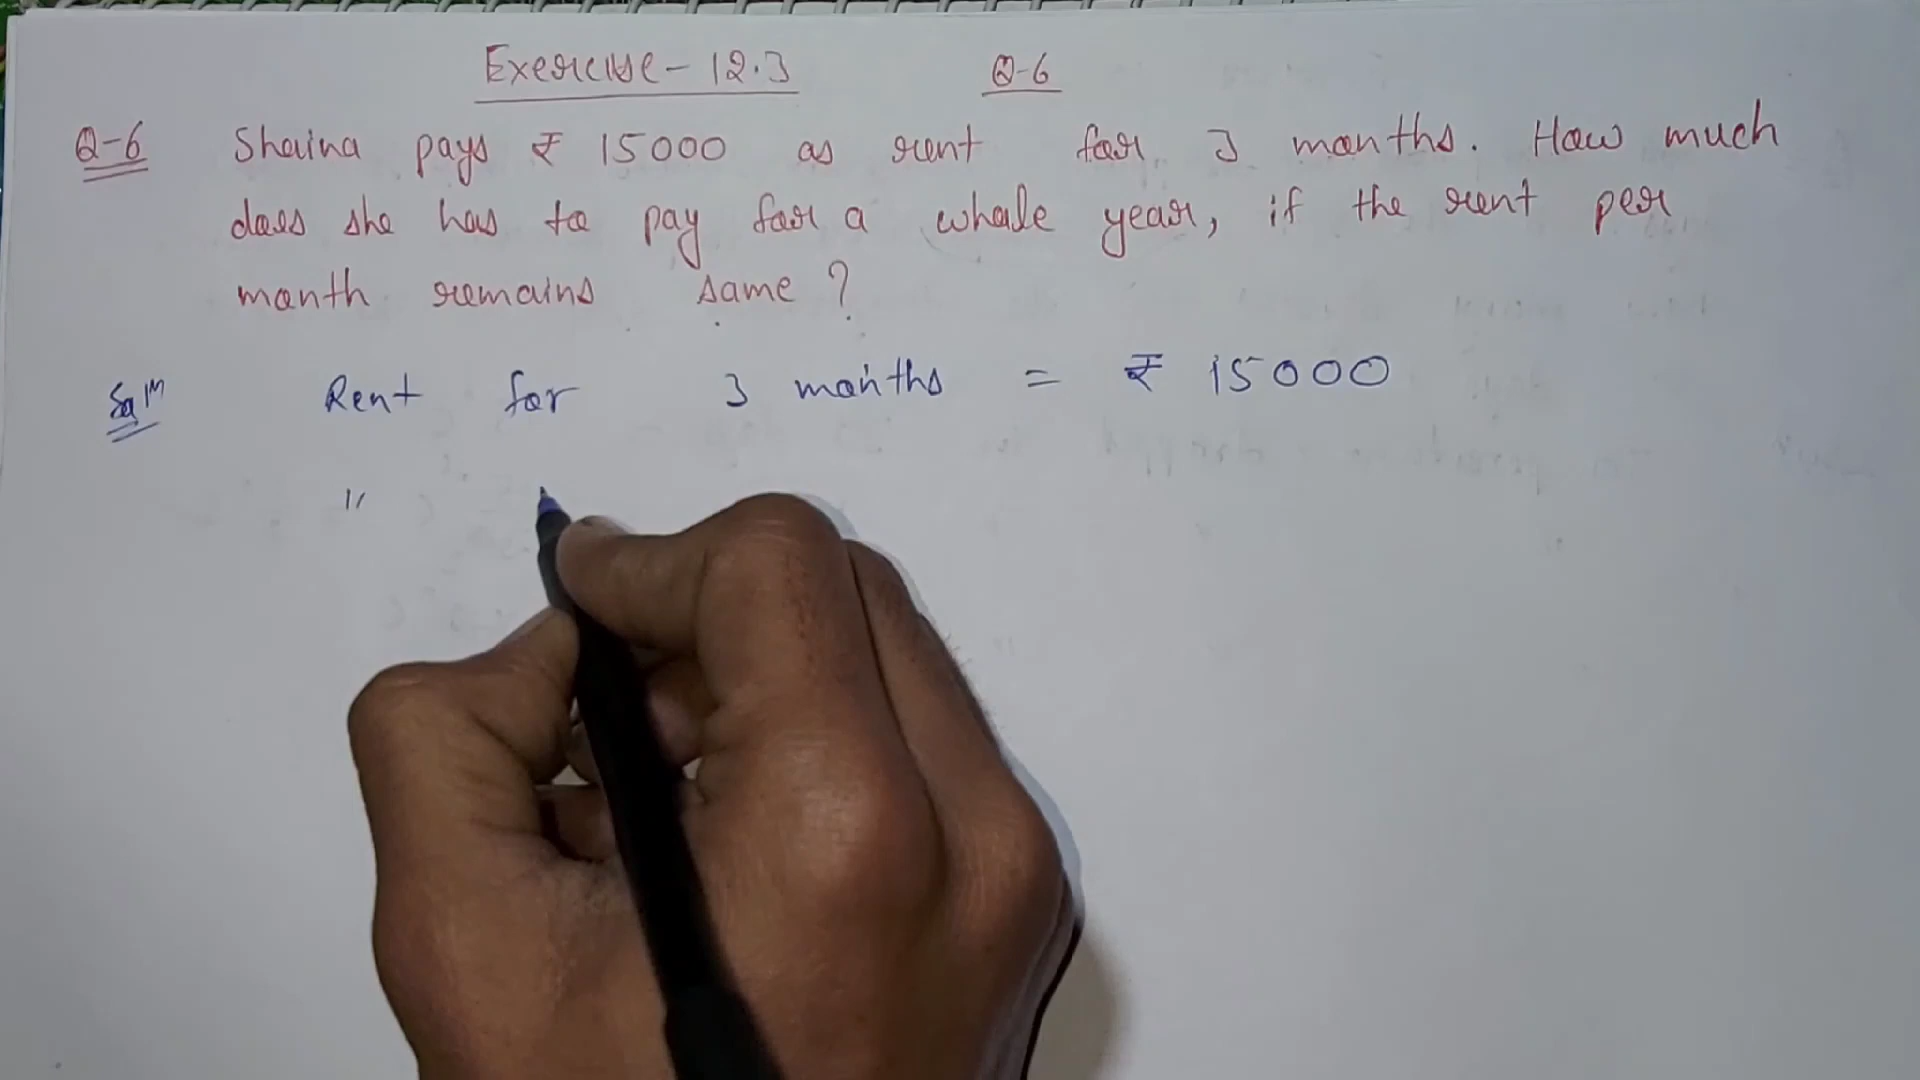 Exercise - 12.3 Q-6
Q-6 Shaina pays ₹ 15000 as rent for 3 months. How much
does she has to pay for a whole year, if the rent per
month remains same ?
Solⁿ Rent for 3 months = ₹ 15000
"